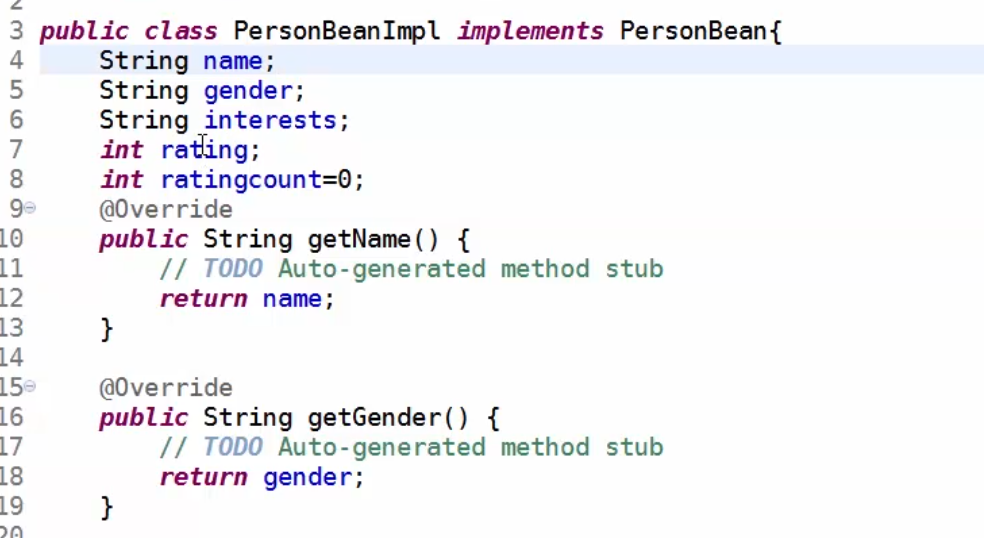 2
3 public class PersonBeanImpl implements PersonBean{
4 String name;
5 String gender;
6 String interests;
7 int rating;
8 int ratingcount=0;
9 @Override
10 public String getName() {
11 // TODO Auto-generated method stub
12 return name;
13 }
14
15 @Override
16 public String getGender() {
17 // TODO Auto-generated method stub
18 return gender;
19 }
20